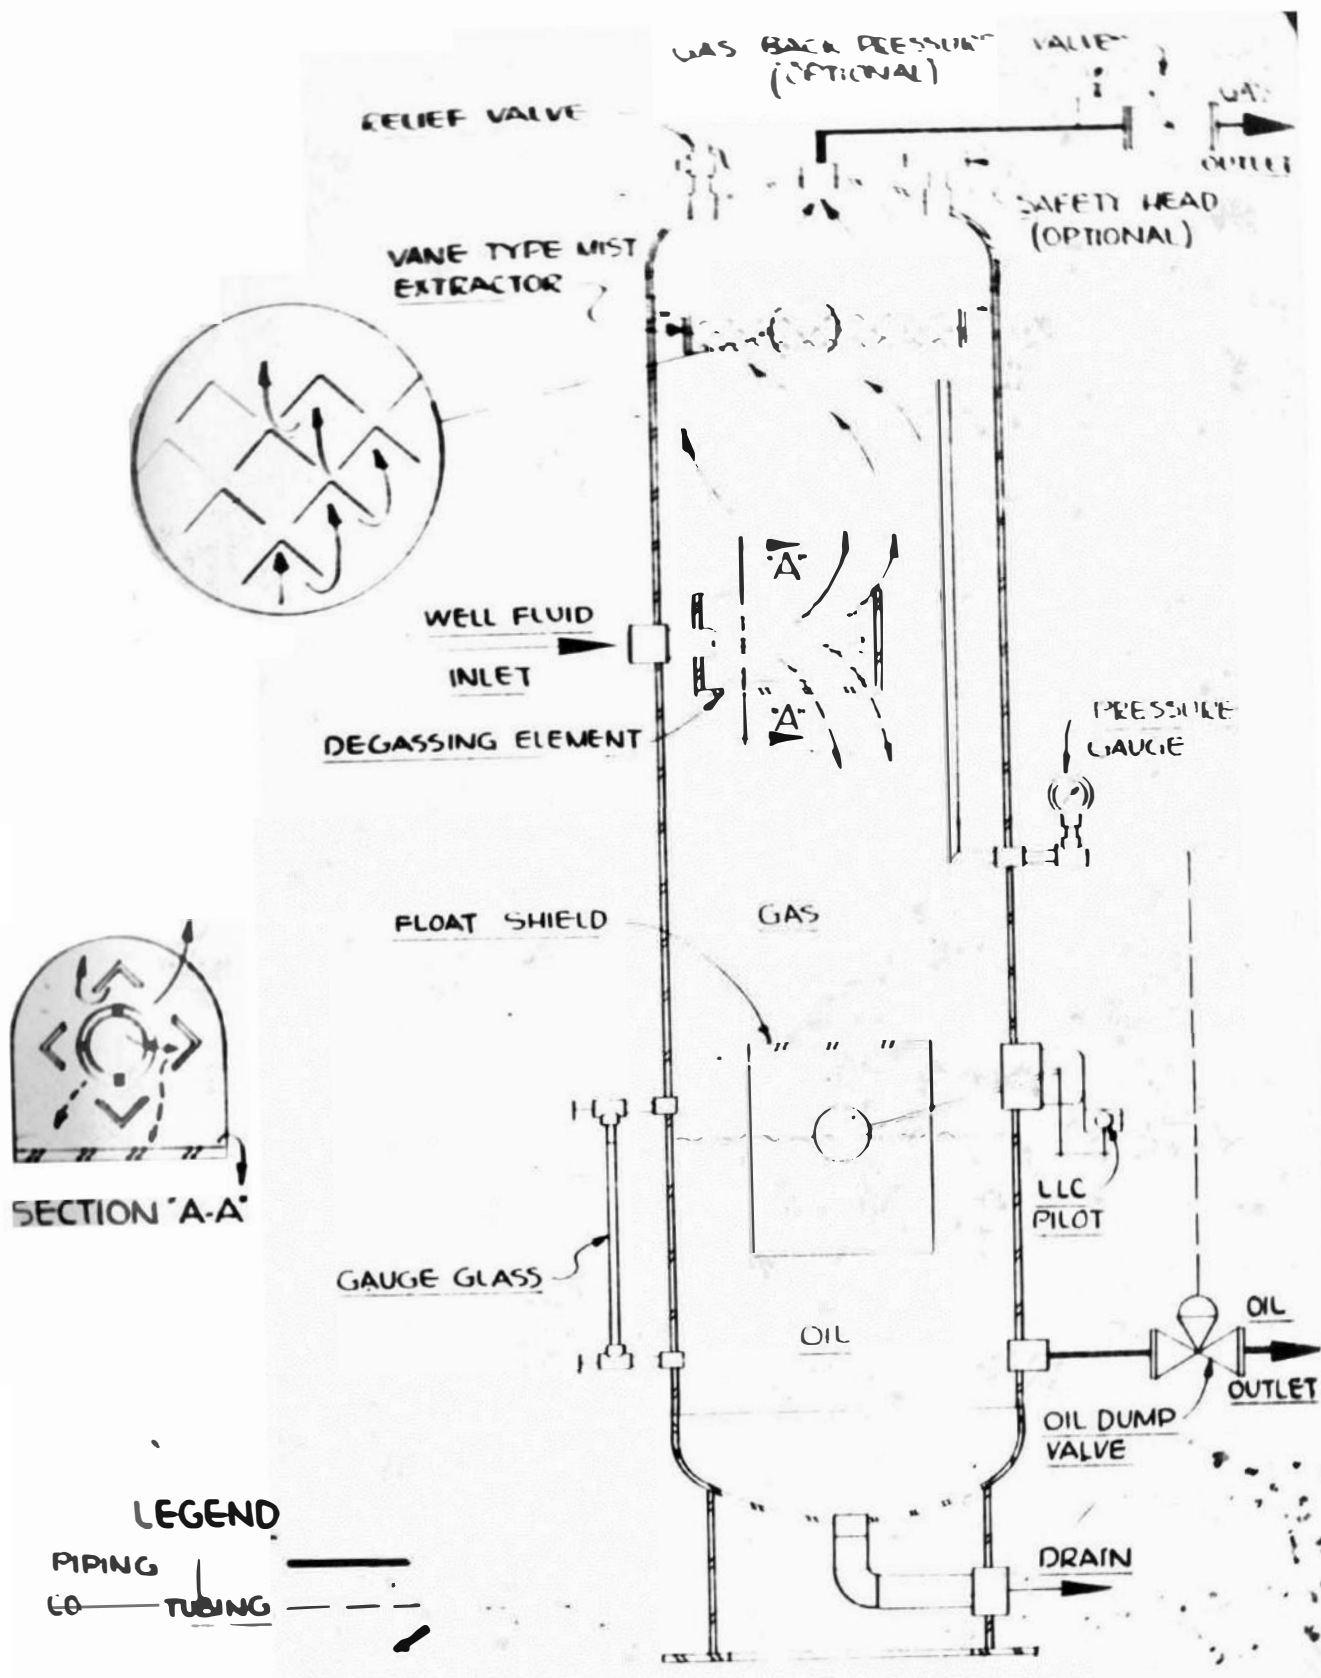 GAS BACK PRESSURE VALVE
(OPTIONAL)
RELIEF VALVE
GAS
OUTLET
SAFETY HEAD
(OPTIONAL)
VANE TYPE MIST
EXTRACTOR
"A"
WELL FLUID
INLET
"A"
DEGASSING ELEMENT
PRESSURE
GAUGE
GAS
FLOAT SHIELD
LLC
PILOT
SECTION "A-A"
GAUGE GLASS
OIL
OIL
OUTLET
OIL DUMP
VALVE
LEGEND
PIPING
TUBING
DRAIN